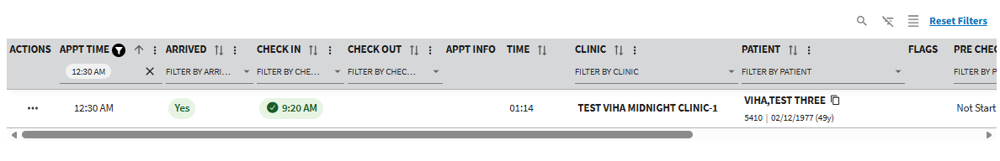 Reset Filters
ACTIONS APPT TIME ARRIVED CHECK IN CHECK OUT APPT INFO TIME CLINIC PATIENT FLAGS PRE CHEC
12:30 AM FILTER BY ARRI... FILTER BY CHE... FILTER BY CHEC... FILTER BY CLINIC FILTER BY PATIENT FILTER BY P
... 12:30 AM Yes 9:20 AM 01:14 TEST VIHA MIDNIGHT CLINIC-1 VIHA,TEST THREE Not Start
5410 | 02/12/1977 (49y)